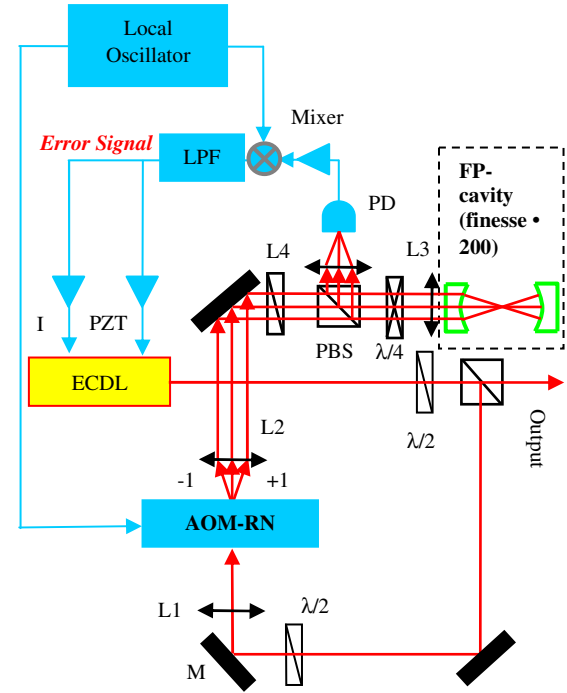 Local
Oscillator
Mixer
Error Signal
LPF
FP-
cavity
(finesse •
200)
PD
L4
L3
I
PZT
PBS
λ/4
ECDL
λ/2
Output
L2
-1
+1
AOM-RN
L1
λ/2
M